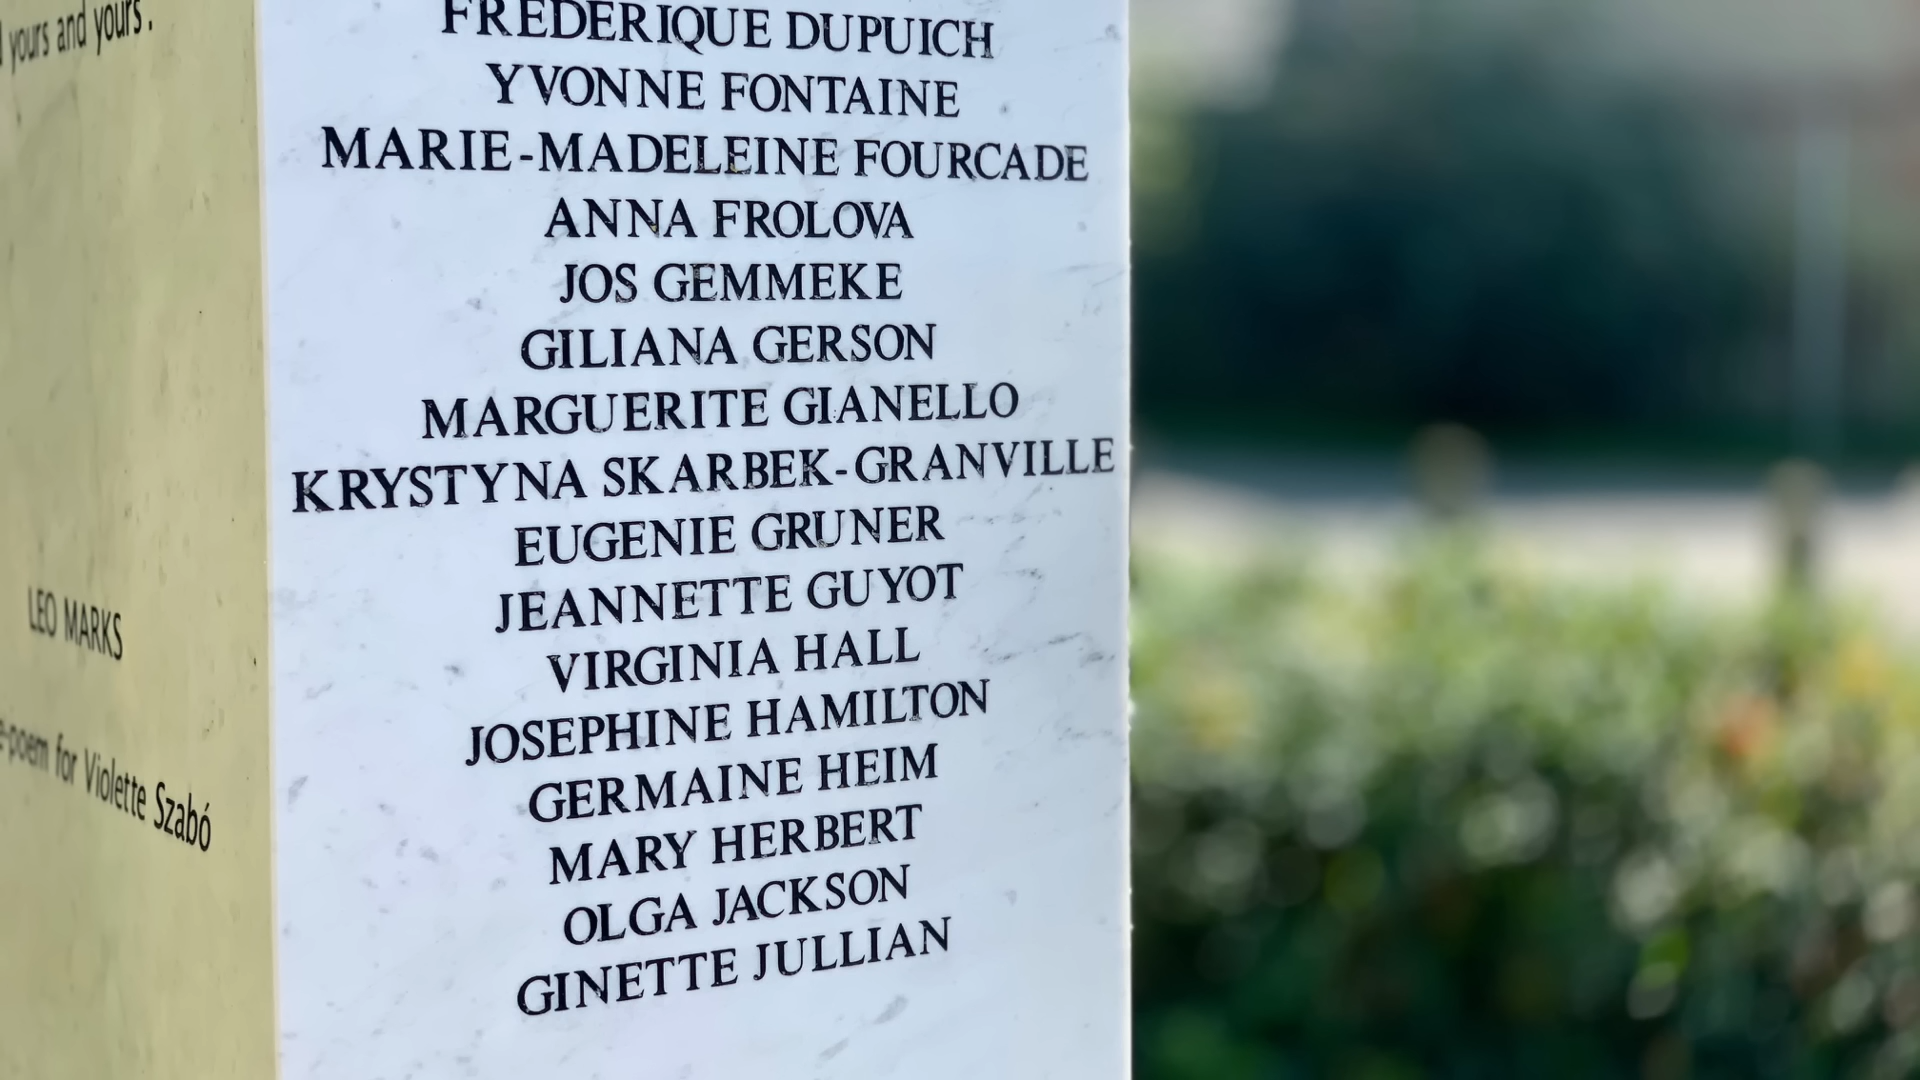 yours and yours.
LEO MARKS
-poem for Violette Szabó
FREDERIQUE DUPUICH
YVONNE FONTAINE
MARIE-MADELEINE FOURCADE
ANNA FROLOVA
JOS GEMMEKE
GILIANA GERSON
MARGUERITE GIANELLO
KRYSTYNA SKARBEK-GRANVILLE
EUGENIE GRUNER
JEANNETTE GUYOT
VIRGINIA HALL
JOSEPHINE HAMILTON
GERMAINE HEIM
MARY HERBERT
OLGA JACKSON
GINETTE JULLIAN